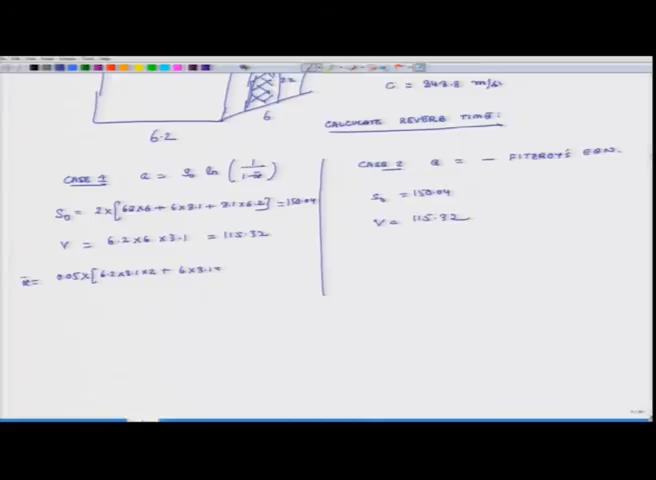 22
6
6.2
C = 343.8 m/s
CALCULATE REVERB TIME:
CASE 1 a = S₀ ln (1/(1-ᾱ))
S₀ = 2×[6.2×6 + 6×3.1 + 3.1×6.2] = 150.04
V = 6.2×6×3.1 = 115.32
ᾱ = 0.05×[6.2×3.1×2 + 6×3.1×
CASE 2 a = — FITZROY'S EQN.
S₀ = 150.04
V = 115.32